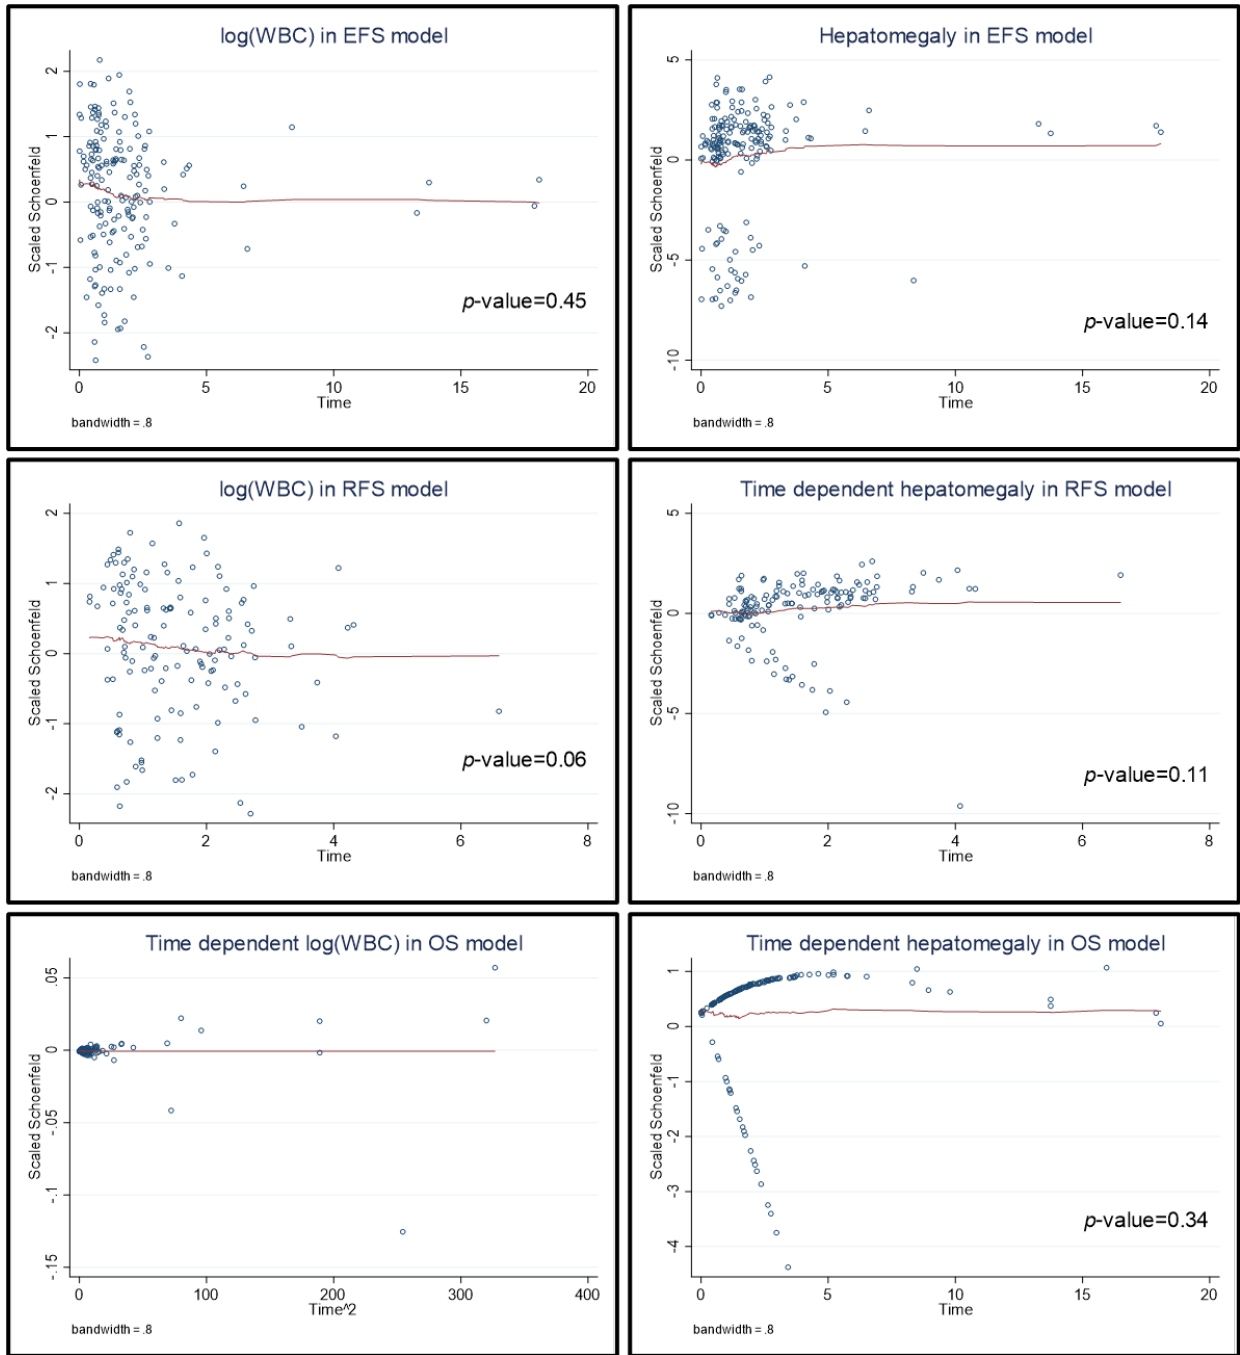 log(WBC) in EFS model
Scaled Schoenfeld
2
1
0
-1
-2
p-value=0.45
0 5 10 15 20
Time
bandwidth = .8
Hepatomegaly in EFS model
Scaled Schoenfeld
5
0
-5
-10
p-value=0.14
0 5 10 15 20
Time
bandwidth = .8
log(WBC) in RFS model
Scaled Schoenfeld
2
1
0
-1
-2
p-value=0.06
0 2 4 6 8
Time
bandwidth = .8
Time dependent hepatomegaly in RFS model
Scaled Schoenfeld
5
0
-5
-10
p-value=0.11
0 2 4 6 8
Time
bandwidth = .8
Time dependent log(WBC) in OS model
Scaled Schoenfeld
.05
0
-.05
-.1
-.15
0 100 200 300 400
Time^2
bandwidth = .8
Time dependent hepatomegaly in OS model
Scaled Schoenfeld
1
0
-1
-2
-3
-4
p-value=0.34
0 5 10 15 20
Time
bandwidth = .8